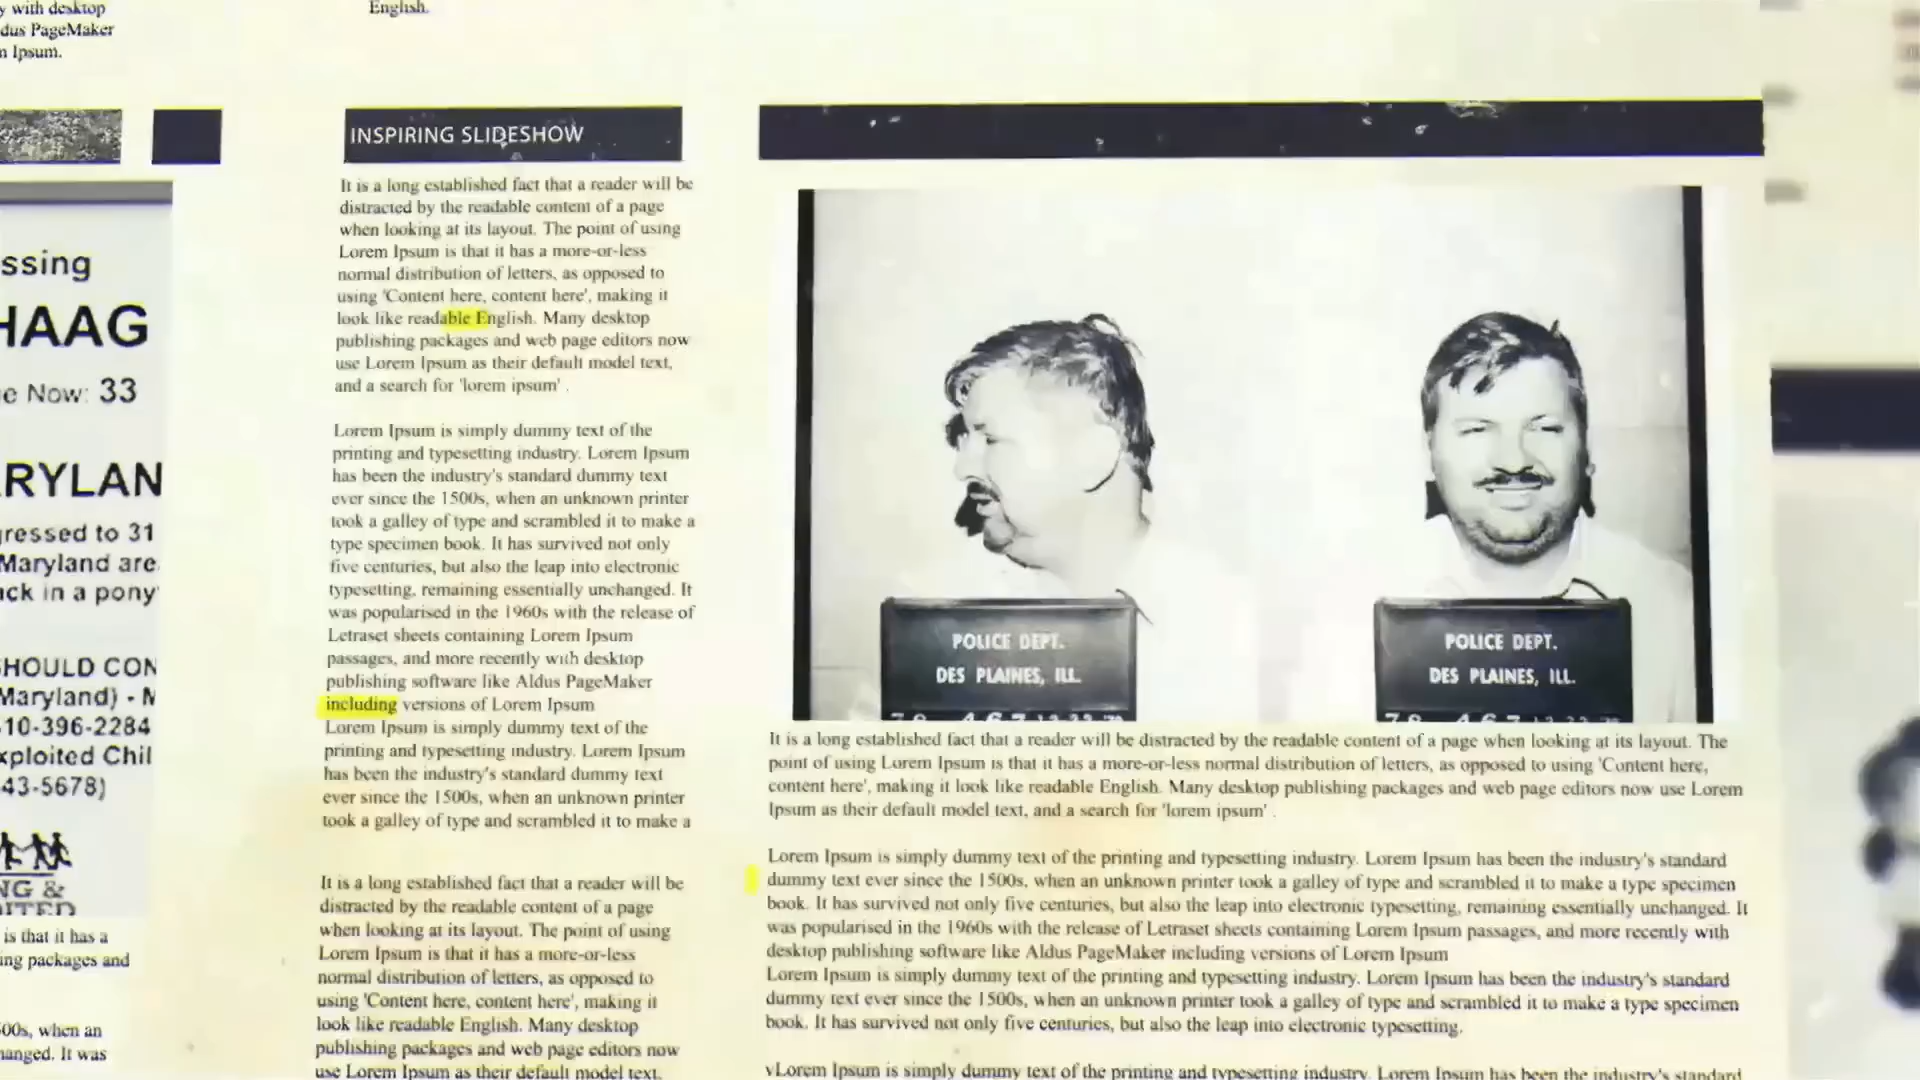 y with desktop
dus PageMaker
m Ipsum.
ssing
HAAG
e Now: 33
RYLAN
gressed to 31
Maryland are
ck in a pony
SHOULD CON
Maryland) - M
10-396-2284
xploited Chil
43-5678)
NG &
is that it has a
ing packages and
500s, when an
hanged. It was
English.
INSPIRING SLIDESHOW
It is a long established fact that a reader will be
distracted by the readable content of a page
when looking at its layout. The point of using
Lorem Ipsum is that it has a more-or-less
normal distribution of letters, as opposed to
using 'Content here, content here', making it
look like readable English. Many desktop
publishing packages and web page editors now
use Lorem Ipsum as their default model text,
and a search for 'lorem ipsum' .
Lorem Ipsum is simply dummy text of the
printing and typesetting industry. Lorem Ipsum
has been the industry's standard dummy text
ever since the 1500s, when an unknown printer
took a galley of type and scrambled it to make a
type specimen book. It has survived not only
five centuries, but also the leap into electronic
typesetting, remaining essentially unchanged. It
was popularised in the 1960s with the release of
Letraset sheets containing Lorem Ipsum
passages, and more recently with desktop
publishing software like Aldus PageMaker
including versions of Lorem Ipsum
Lorem Ipsum is simply dummy text of the
printing and typesetting industry. Lorem Ipsum
has been the industry's standard dummy text
ever since the 1500s, when an unknown printer
took a galley of type and scrambled it to make a
It is a long established fact that a reader will be
distracted by the readable content of a page
when looking at its layout. The point of using
Lorem Ipsum is that it has a more-or-less
normal distribution of letters, as opposed to
using 'Content here, content here', making it
look like readable English. Many desktop
publishing packages and web page editors now
use Lorem Ipsum as their default model text,
POLICE DEPT.
DES PLAINES, ILL.
POLICE DEPT.
DES PLAINES, ILL.
It is a long established fact that a reader will be distracted by the readable content of a page when looking at its layout. The
point of using Lorem Ipsum is that it has a more-or-less normal distribution of letters, as opposed to using 'Content here,
content here', making it look like readable English. Many desktop publishing packages and web page editors now use Lorem
Ipsum as their default model text, and a search for 'lorem ipsum' .
Lorem Ipsum is simply dummy text of the printing and typesetting industry. Lorem Ipsum has been the industry's standard
dummy text ever since the 1500s, when an unknown printer took a galley of type and scrambled it to make a type specimen
book. It has survived not only five centuries, but also the leap into electronic typesetting, remaining essentially unchanged. It
was popularised in the 1960s with the release of Letraset sheets containing Lorem Ipsum passages, and more recently with
desktop publishing software like Aldus PageMaker including versions of Lorem Ipsum
Lorem Ipsum is simply dummy text of the printing and typesetting industry. Lorem Ipsum has been the industry's standard
dummy text ever since the 1500s, when an unknown printer took a galley of type and scrambled it to make a type specimen
book. It has survived not only five centuries, but also the leap into electronic typesetting.
vLorem Ipsum is simply dummy text of the printing and typesetting industry. Lorem Ipsum has been the industry's standard